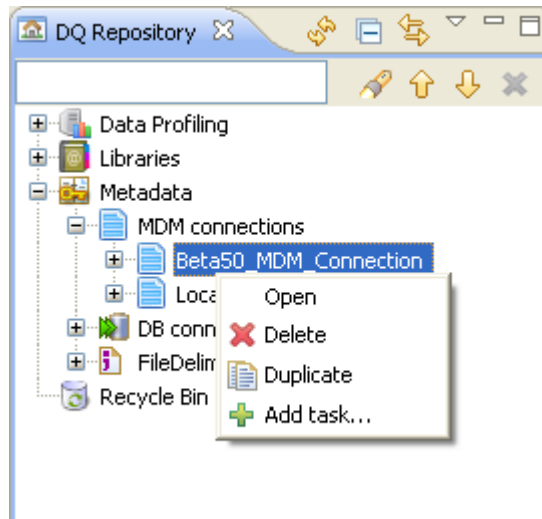 DQ Repository
Data Profiling
Libraries
Metadata
MDM connections
Beta50_MDM_Connection
Loca
Open
DB conn
Delete
FileDelim
Duplicate
Recycle Bin
Add task...